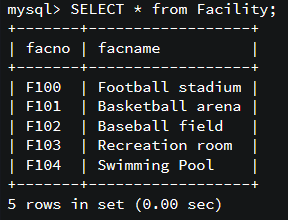 mysql> SELECT * from Facility;
+-------+------------------+
| facno | facname          |
+-------+------------------+
| F100  | Football stadium |
| F101  | Basketball arena |
| F102  | Baseball field   |
| F103  | Recreation room  |
| F104  | Swimming Pool    |
+-------+------------------+
5 rows in set (0.00 sec)